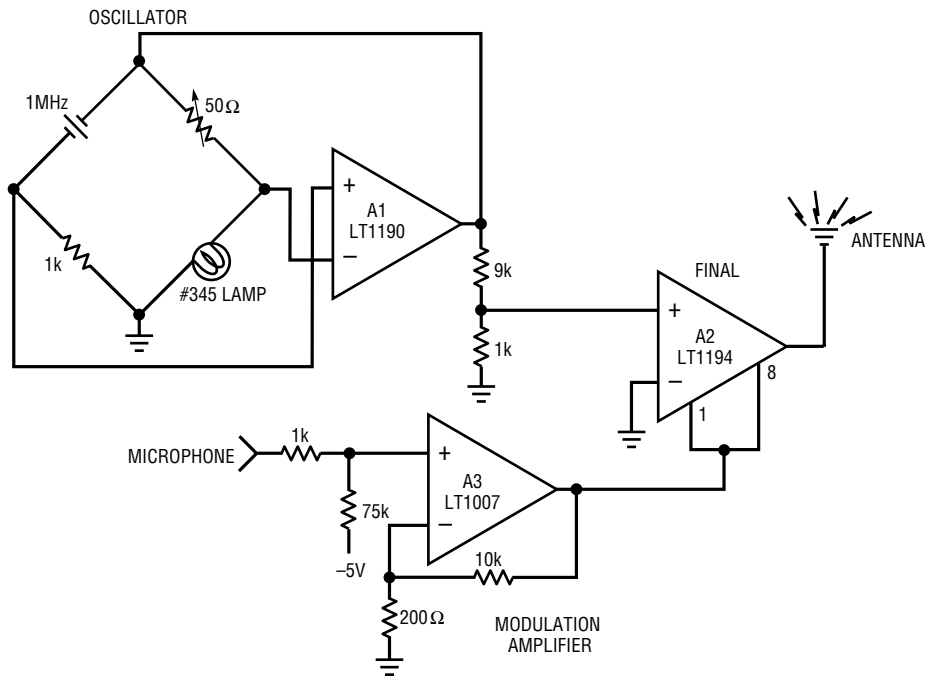 OSCILLATOR
1MHz
50Ω
1k
#345 LAMP
+
−
A1
LT1190
9k
1k
FINAL
+
−
A2
LT1194
1
8
ANTENNA
MICROPHONE
1k
75k
–5V
+
−
A3
LT1007
10k
200Ω
MODULATION
AMPLIFIER